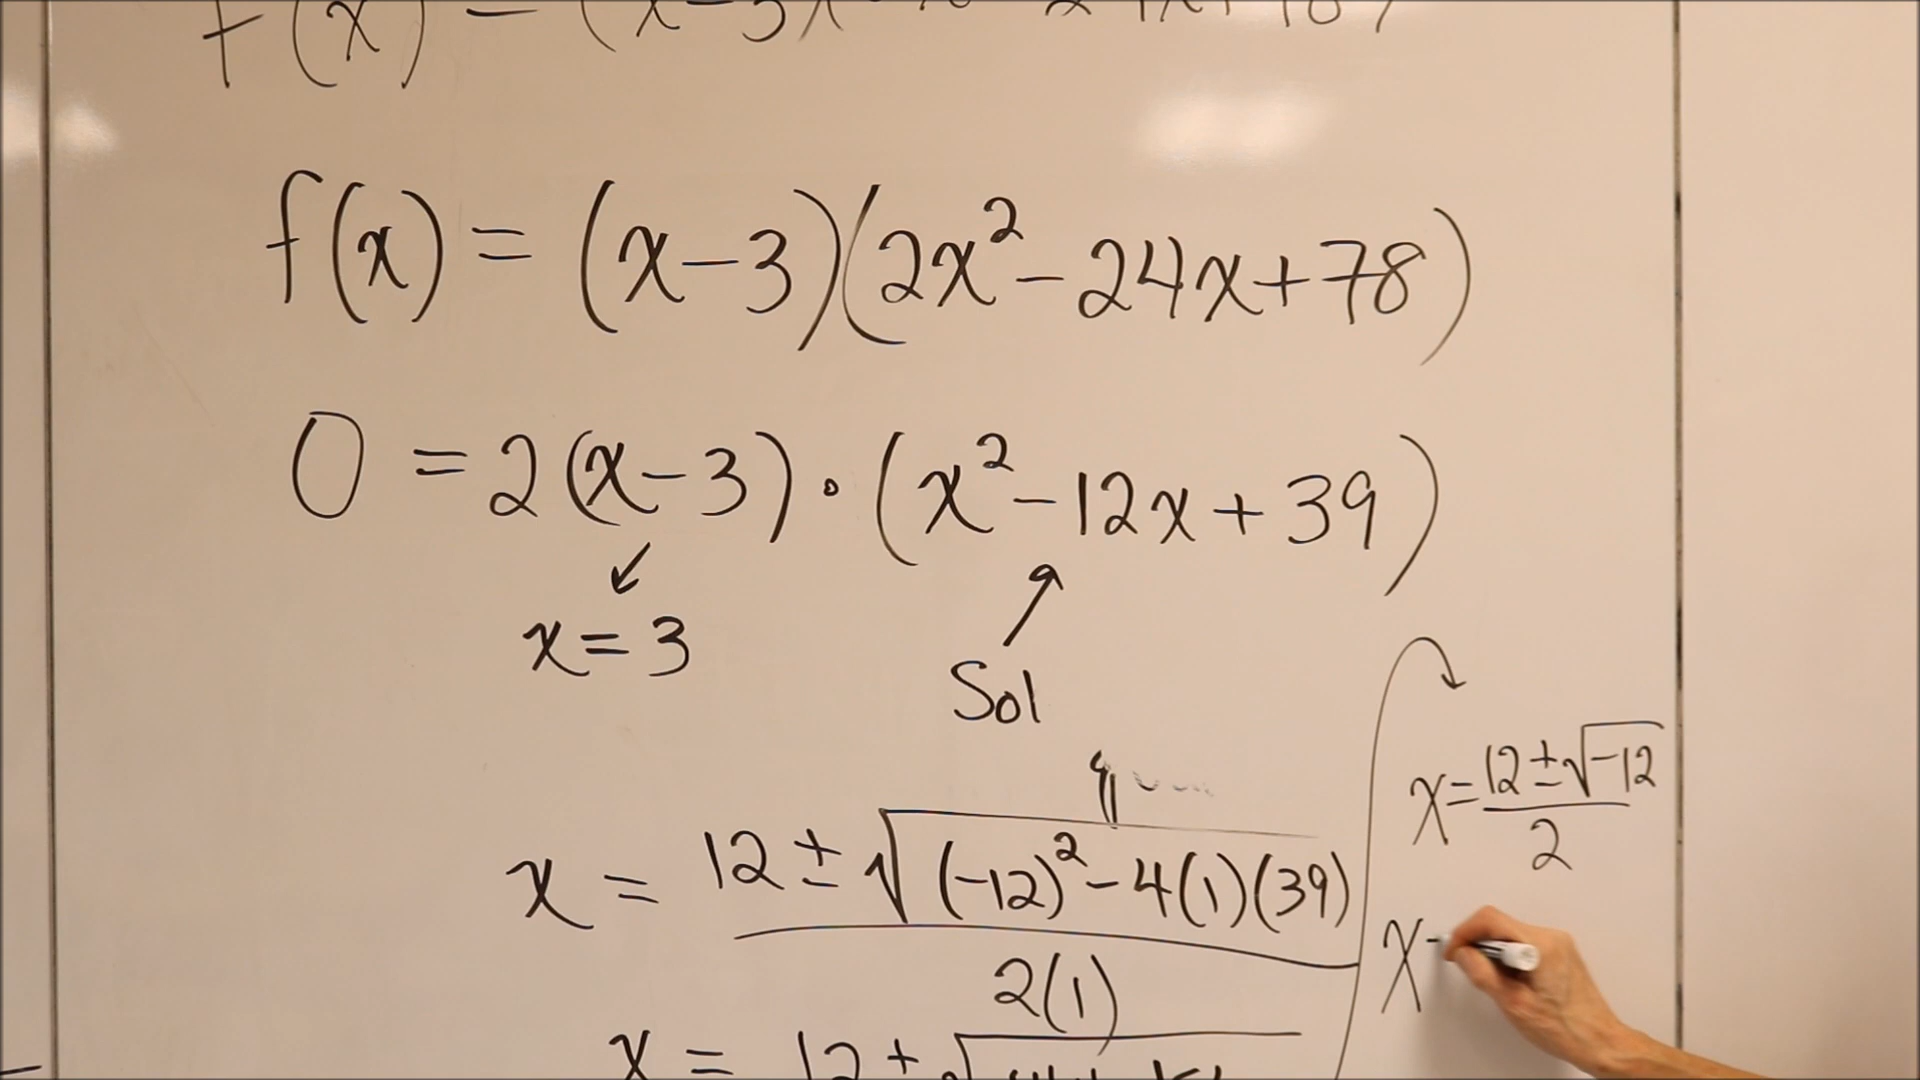 f(x) = (x-3)(2x² - 24x + 78)
0 = 2(x-3) · (x² - 12x + 39)
x = 3
Sol
x = 12 ± √((-12)² - 4(1)(39))
2(1)
x = 12 ± √
x = 12 ± √-12
2
x